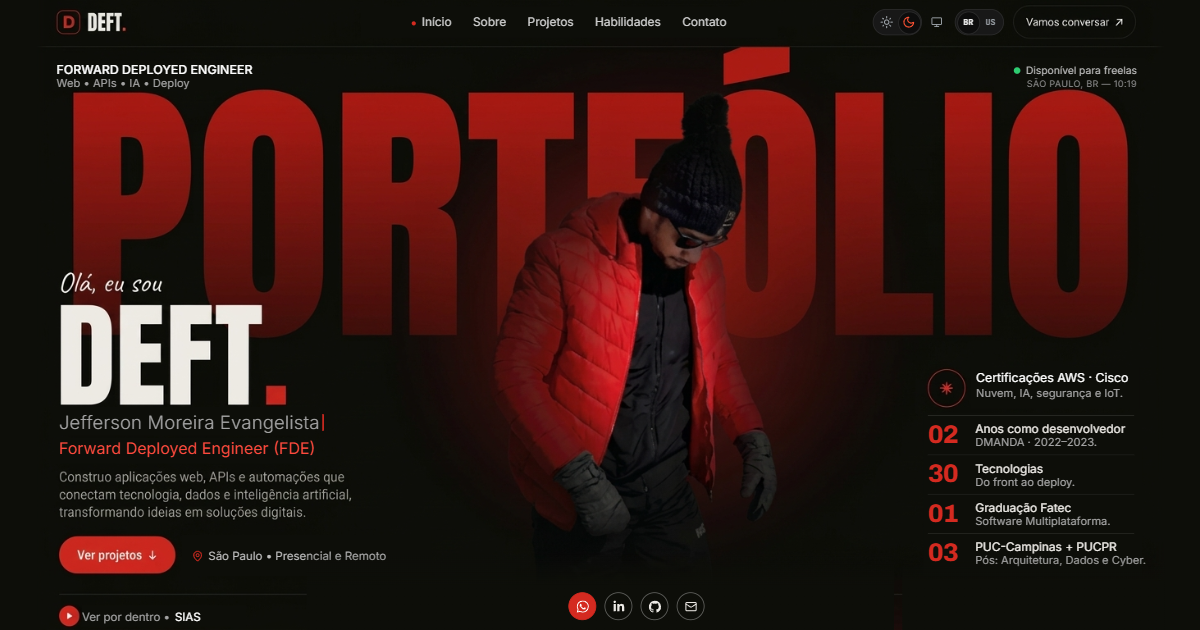 D DEFT.
Início Sobre Projetos Habilidades Contato
BR US
Vamos conversar ↗
FORWARD DEPLOYED ENGINEER
Web • APIs • IA • Deploy
Disponível para freelas
SÃO PAULO, BR — 10:19
PORTFÓLIO
Olá, eu sou
DEFT.
Jefferson Moreira Evangelista|
Forward Deployed Engineer (FDE)
Construo aplicações web, APIs e automações que
conectam tecnologia, dados e inteligência artificial,
transformando ideias em soluções digitais.
Ver projetos ↓
São Paulo • Presencial e Remoto
Ver por dentro • SIAS
Certificações AWS · Cisco
Nuvem, IA, segurança e IoT.
02 Anos como desenvolvedor
DMANDA · 2022–2023.
30 Tecnologias
Do front ao deploy.
01 Graduação Fatec
Software Multiplataforma.
03 PUC-Campinas + PUCPR
Pós: Arquitetura, Dados e Cyber.
in